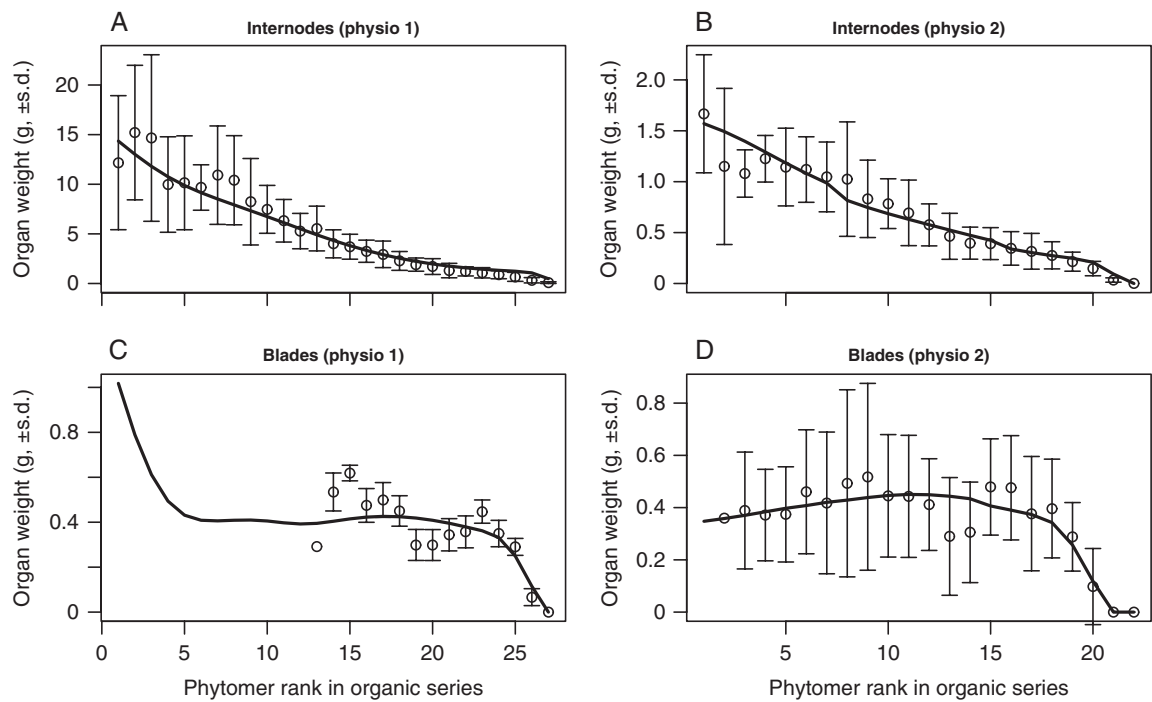 A
Internodes (physio 1)
Organ weight (g, ±s.d.)
20
15
10
5
0
B
Internodes (physio 2)
Organ weight (g, ±s.d.)
2.0
1.5
1.0
0.5
0
C
Blades (physio 1)
Organ weight (g, ±s.d.)
0.8
0.4
0
0 5 10 15 20 25
Phytomer rank in organic series
D
Blades (physio 2)
Organ weight (g, ±s.d.)
0.8
0.6
0.4
0.2
0
5 10 15 20
Phytomer rank in organic series